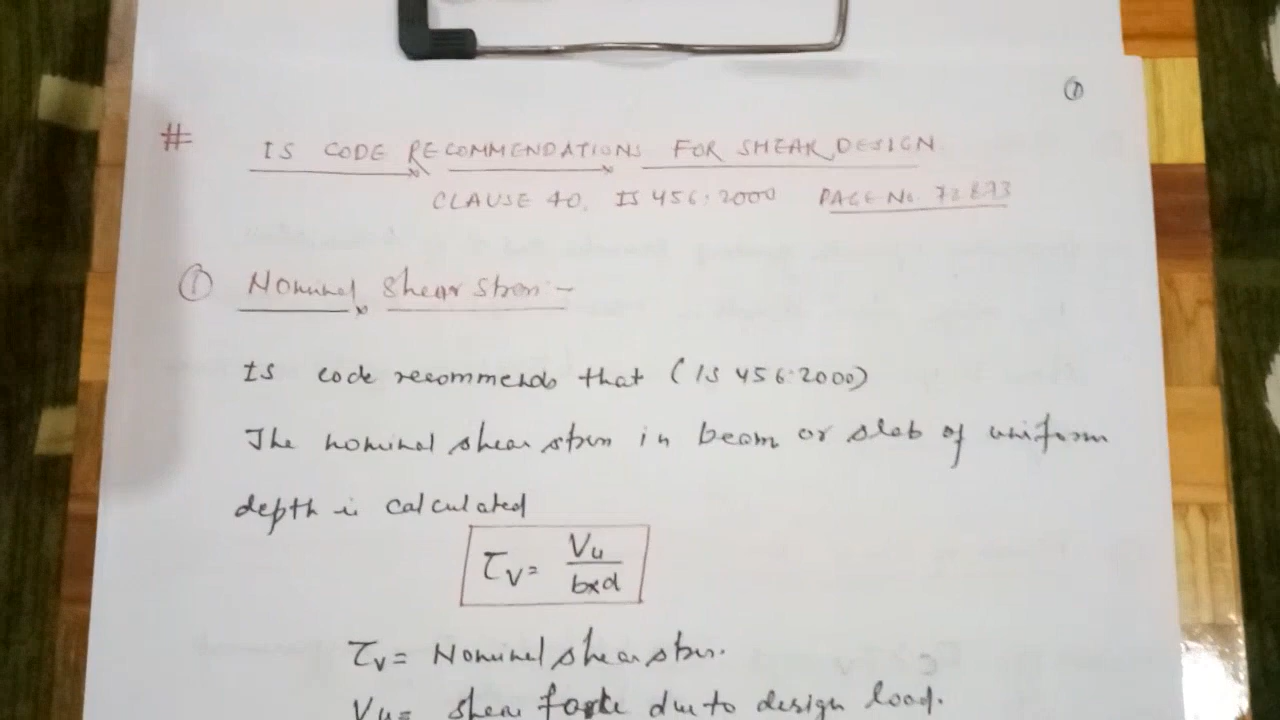 ①
# IS CODE RECOMMENDATIONS FOR SHEAR DESIGN
CLAUSE 40, IS 456:2000 PAGE No. 72 & 73
① Nominal shear stress:-
IS code recommends that (IS 456:2000)
The nominal shear stress in beam or slab of uniform
depth is calculated
τv = Vu / b×d
τv = Nominal shear stress.
Vu = shear force due to design load.